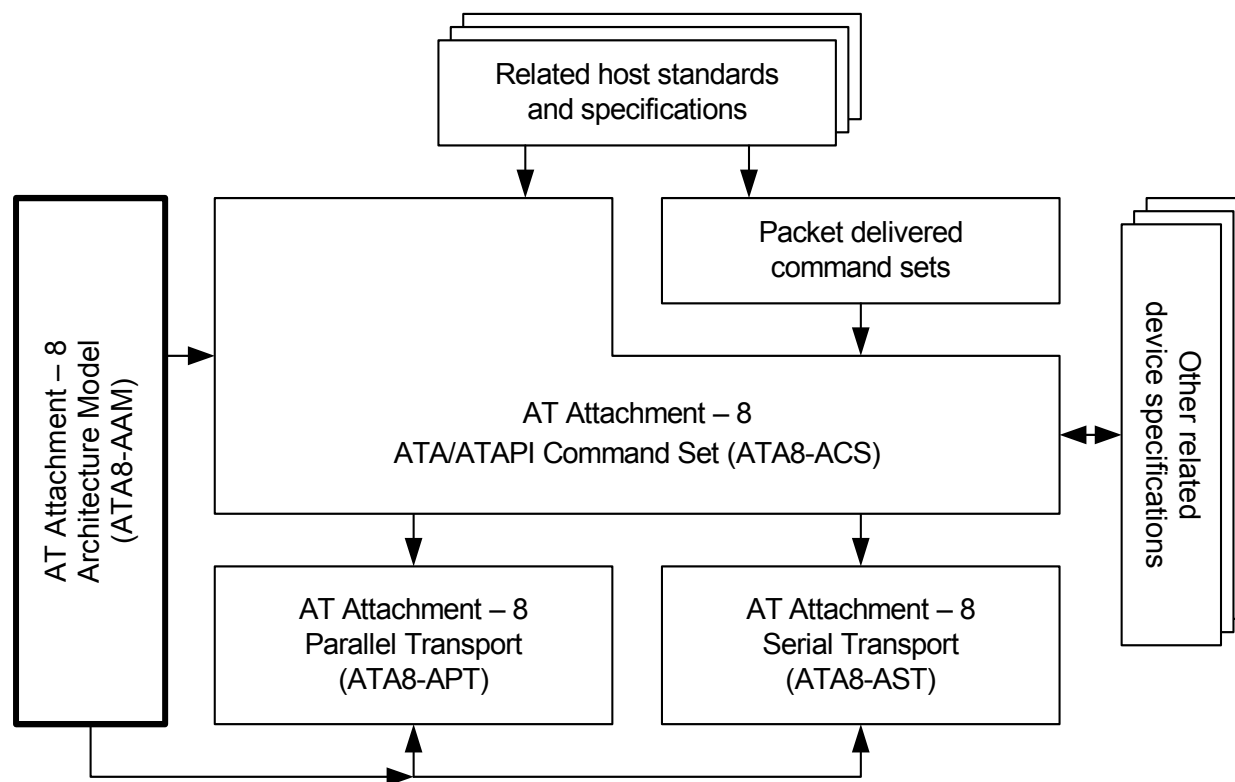 Related host standards
and specifications
Packet delivered
command sets
AT Attachment – 8
Architecture Model
(ATA8-AAM)
AT Attachment – 8
ATA/ATAPI Command Set (ATA8-ACS)
Other related
device specifications
AT Attachment – 8
Parallel Transport
(ATA8-APT)
AT Attachment – 8
Serial Transport
(ATA8-AST)